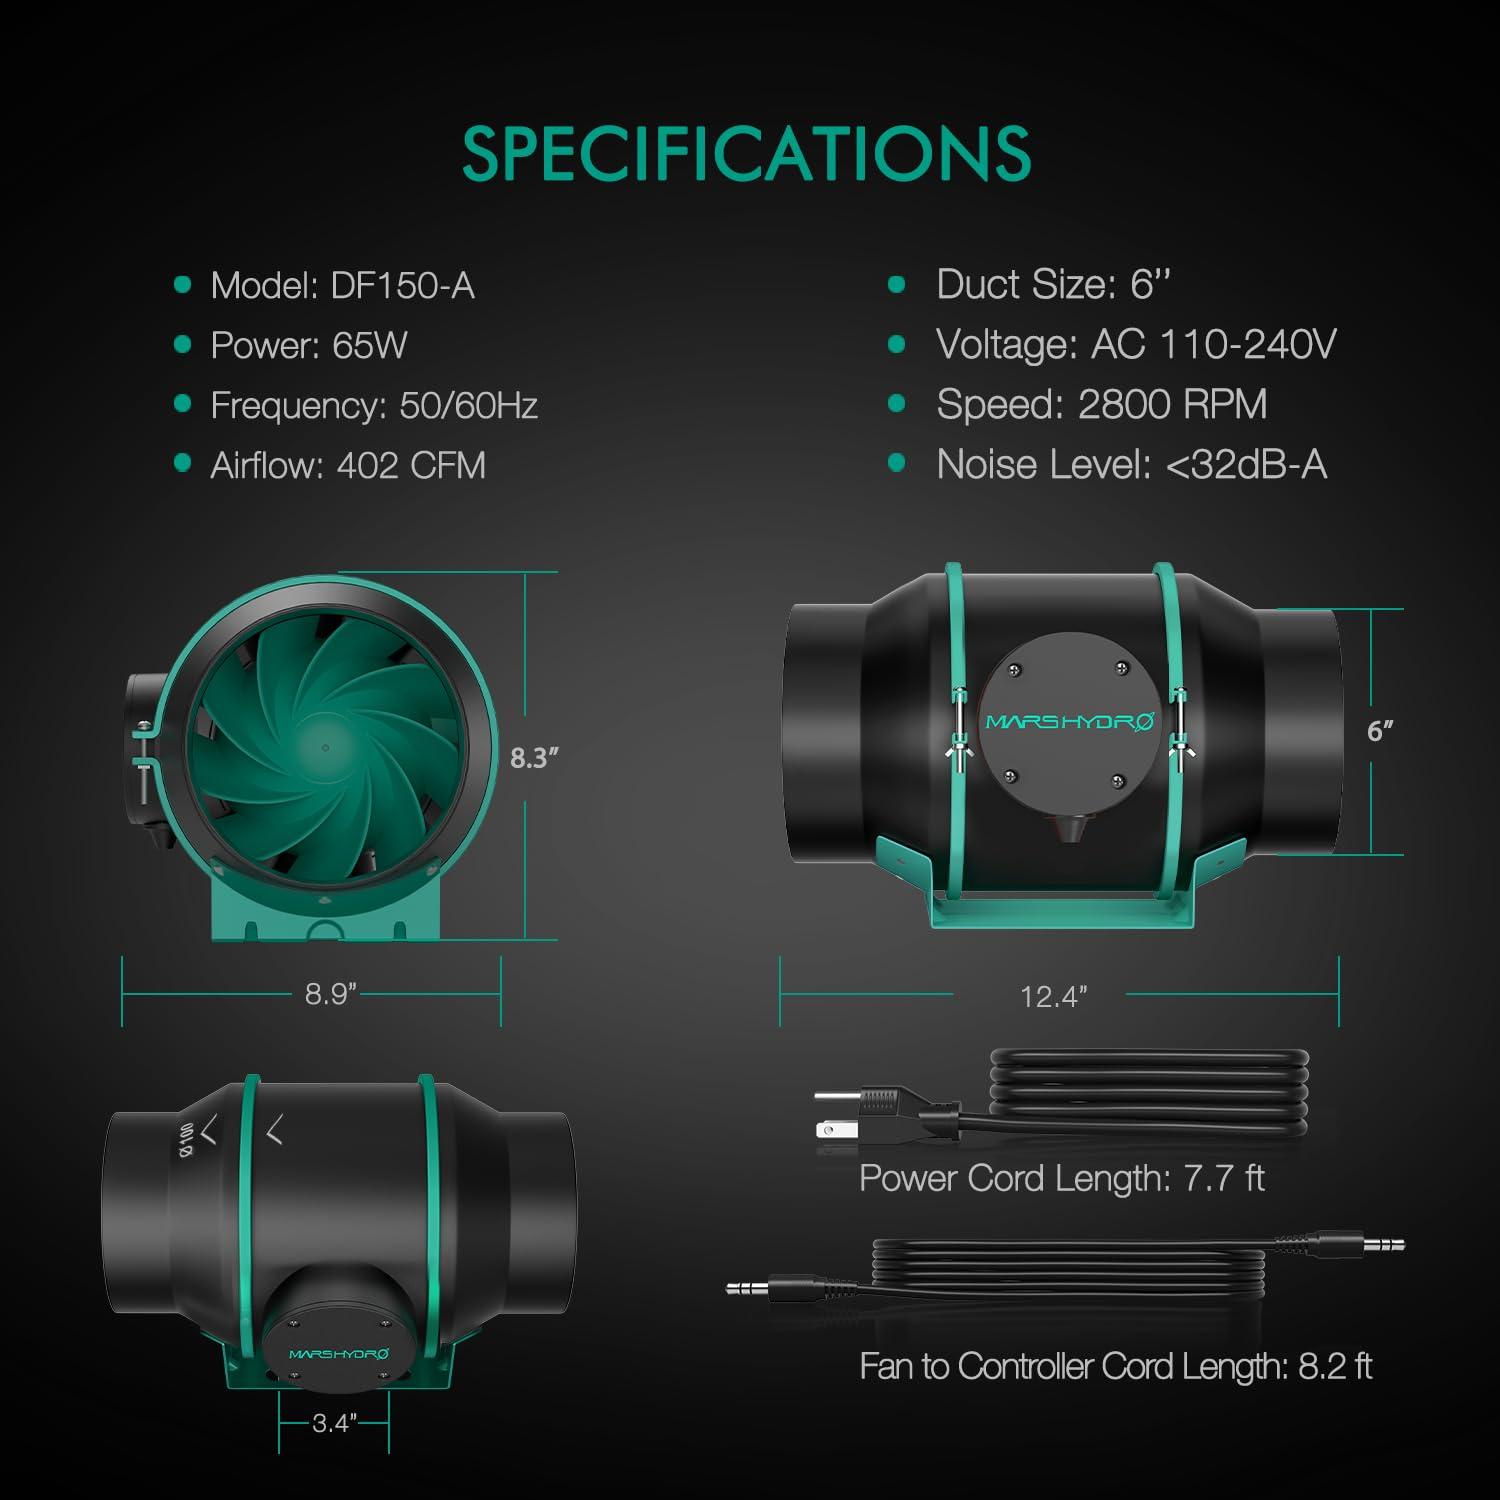 SPECIFICATIONS
Model: DF150-A
Power: 65W
Frequency: 50/60Hz
Airflow: 402 CFM
Duct Size: 6’’
Voltage: AC 110-240V
Speed: 2800 RPM
Noise Level: <32dB-A
8.3”
8.9”
MARSHYDRO
6”
12.4”
Ø100
MARSHYDRO
3.4”
Power Cord Length: 7.7 ft
Fan to Controller Cord Length: 8.2 ft